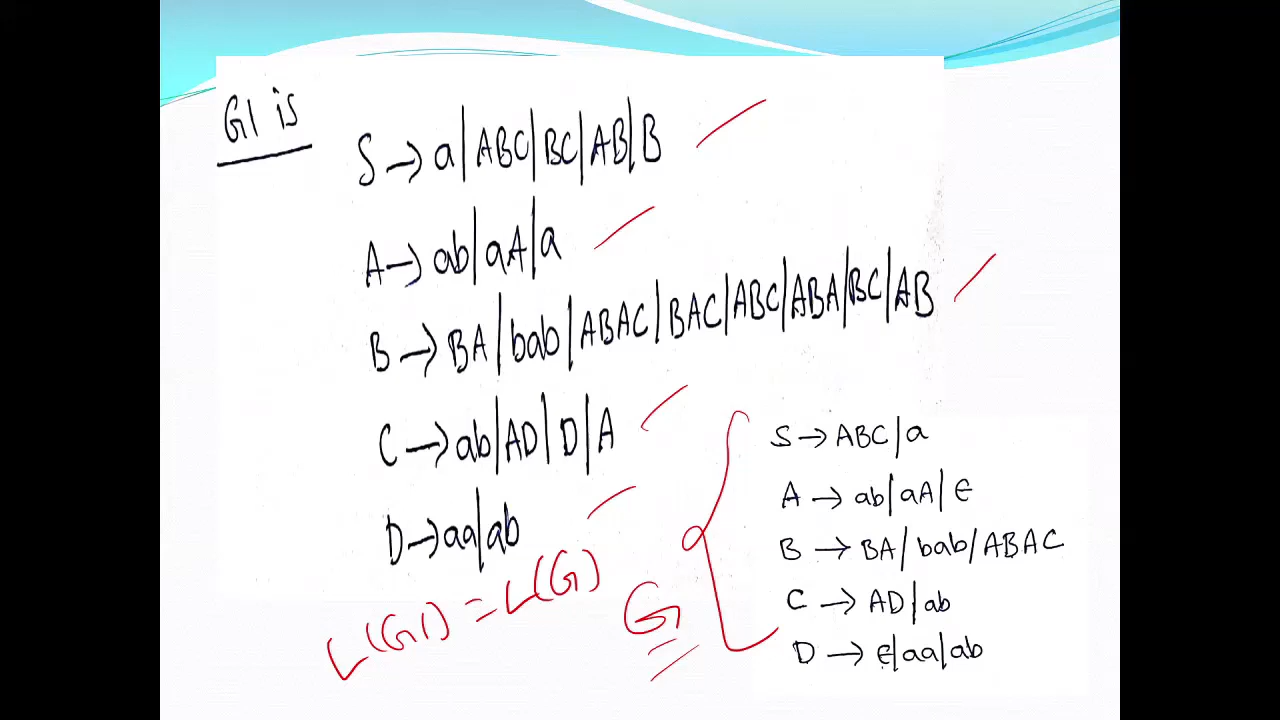 G1 is
S → a | ABC | BC | AB | B
A → ab | aA | a
B → BA | bab | ABAC | BAC | ABC | ABA | BC | AB
C → ab | AD | D | A
D → aa | ab
L(G1) = L(G)
G
S → ABC | a
A → ab | aA | ∈
B → BA / bab / ABAC
C → AD | ab
D → ∈ | aa | ab